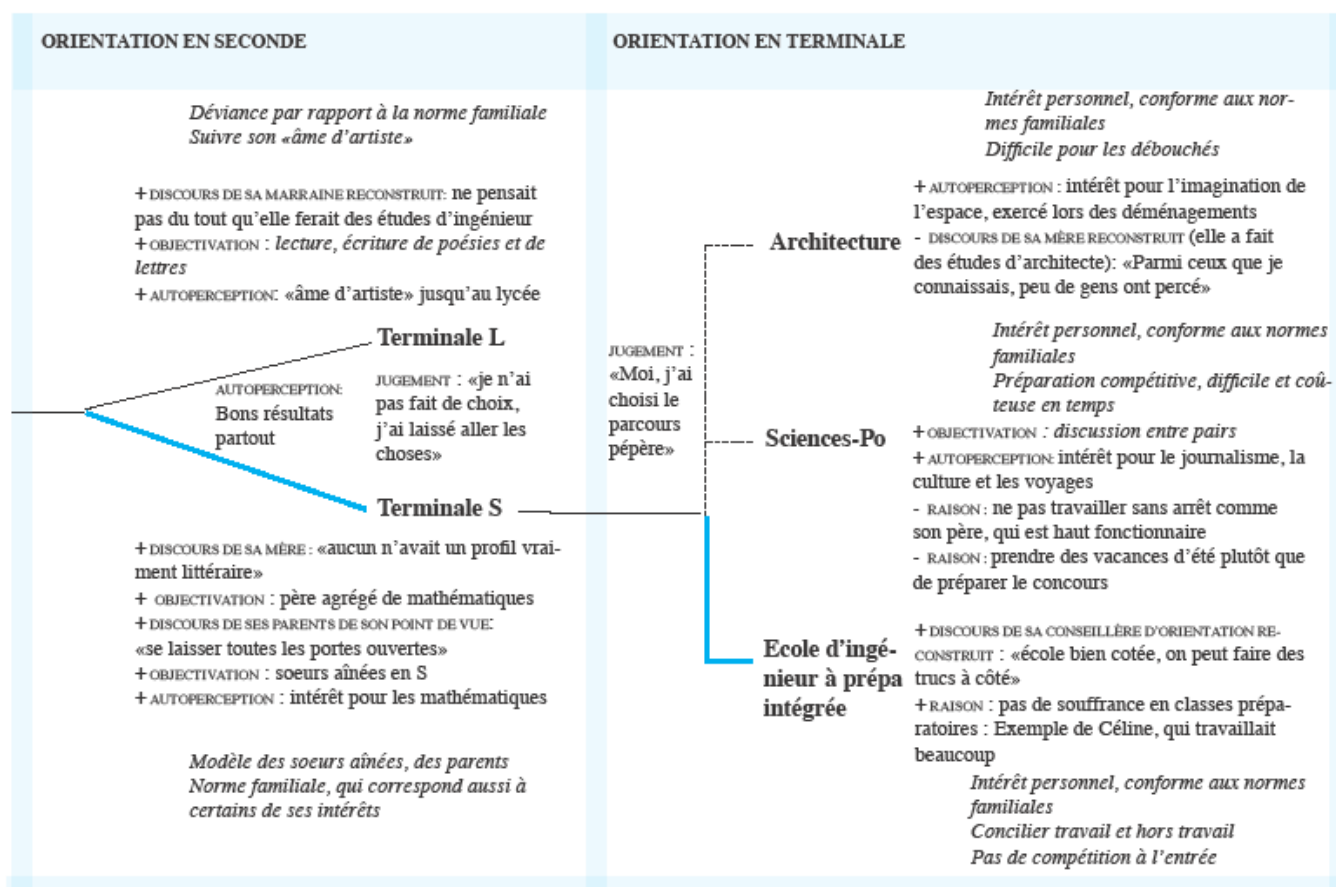 ORIENTATION EN SECONDE
Déviance par rapport à la norme familiale
Suivre son «âme d’artiste»
+ DISCOURS DE SA MARRAINE RECONSTRUIT: ne pensait
pas du tout qu’elle ferait des études d’ingénieur
+ OBJECTIVATION : lecture, écriture de poésies et de
lettres
+ AUTOPERCEPTION: «âme d’artiste» jusqu’au lycée
Terminale L
AUTOPERCEPTION:
Bons résultats
partout
JUGEMENT : «je n’ai
pas fait de choix,
j’ai laissé aller les
choses»
Terminale S
+ DISCOURS DE SA MÈRE : «aucun n’avait un profil vrai-
ment littéraire»
+ OBJECTIVATION : père agrégé de mathématiques
+ DISCOURS DE SES PARENTS DE SON POINT DE VUE:
«se laisser toutes les portes ouvertes»
+ OBJECTIVATION : soeurs aînées en S
+ AUTOPERCEPTION : intérêt pour les mathématiques
Modèle des soeurs aînées, des parents
Norme familiale, qui correspond aussi à
certains de ses intérêts
ORIENTATION EN TERMINALE
JUGEMENT :
«Moi, j’ai
choisi le
parcours
pépère»
Intérêt personnel, conforme aux nor-
mes familiales
Difficile pour les débouchés
Architecture
+ AUTOPERCEPTION : intérêt pour l’imagination de
l’espace, exercé lors des déménagements
- DISCOURS DE SA MÈRE RECONSTRUIT (elle a fait
des études d’architecte): «Parmi ceux que je
connaissais, peu de gens ont percé»
Intérêt personnel, conforme aux normes
familiales
Préparation compétitive, difficile et coû-
teuse en temps
Sciences-Po
+ OBJECTIVATION : discussion entre pairs
+ AUTOPERCEPTION: intérêt pour le journalisme, la
culture et les voyages
- RAISON : ne pas travailler sans arrêt comme
son père, qui est haut fonctionnaire
- RAISON : prendre des vacances d’été plutôt que
de préparer le concours
Ecole d’ingé-
nieur à prépa
intégrée
+ DISCOURS DE SA CONSEILLÈRE D’ORIENTATION RE-
CONSTRUIT : «école bien cotée, on peut faire des
trucs à côté»
+ RAISON : pas de souffrance en classes prépa-
ratoires : Exemple de Céline, qui travaillait
beaucoup
Intérêt personnel, conforme aux normes
familiales
Concilier travail et hors travail
Pas de compétition à l’entrée